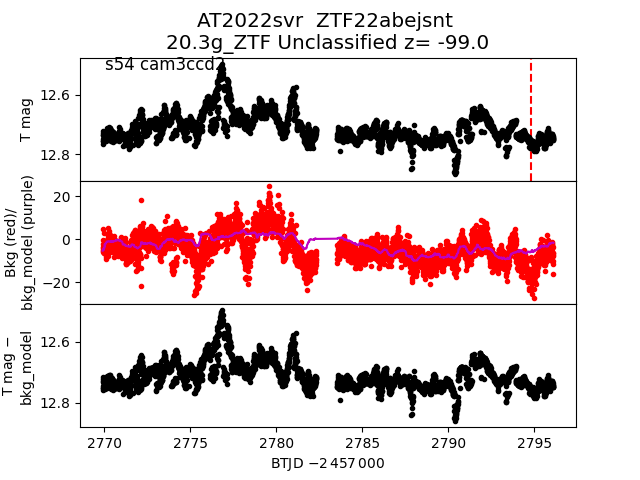 AT2022svr  ZTF22abejsnt
20.3g_ZTF Unclassified z= -99.0
s54 cam3ccd2
T mag
12.6
12.8
Bkg (red)/
bkg_model (purple)
20
0
−20
T mag −
bkg_model
12.6
12.8
2770
2775
2780
2785
2790
2795
BTJD −2 457 000